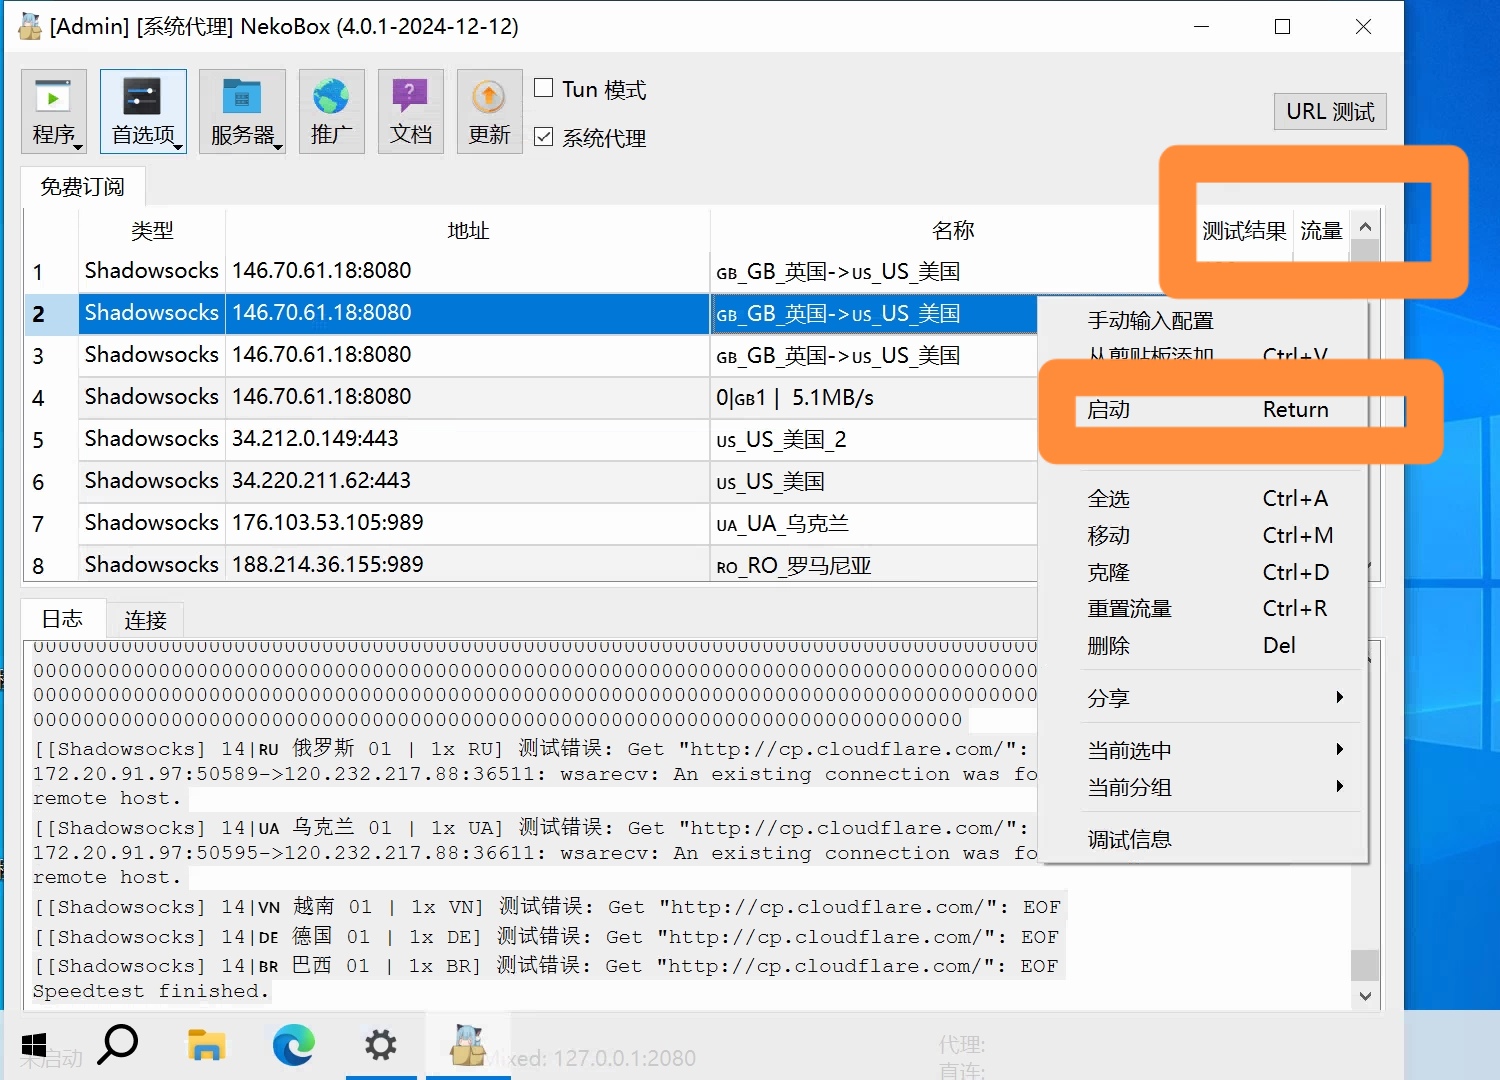 [Admin] [系统代理] NekoBox (4.0.1-2024-12-12)
程序 首选项 服务器 推广 文档 更新
Tun 模式
系统代理
URL 测试
免费订阅
类型 地址 名称 测试结果 流量
1 Shadowsocks 146.70.61.18:8080 GB_GB_英国->US_US_美国
2 Shadowsocks 146.70.61.18:8080 GB_GB_英国->US_US_美国
3 Shadowsocks 146.70.61.18:8080 GB_GB_英国->US_US_美国
4 Shadowsocks 146.70.61.18:8080 0|GB1 | 5.1MB/s
5 Shadowsocks 34.212.0.149:443 US_US_美国_2
6 Shadowsocks 34.220.211.62:443 US_US_美国
7 Shadowsocks 176.103.53.105:989 UA_UA_乌克兰
8 Shadowsocks 188.214.36.155:989 RO_RO_罗马尼亚
手动输入配置
从剪贴板添加 Ctrl+V
启动 Return
全选 Ctrl+A
移动 Ctrl+M
克隆 Ctrl+D
重置流量 Ctrl+R
删除 Del
分享
当前选中
当前分组
调试信息
日志 连接
[[Shadowsocks] 14|RU 俄罗斯 01 | 1x RU] 测试错误: Get "http://cp.cloudflare.com/":
172.20.91.97:50589->120.232.217.88:36511: wsarecv: An existing connection was fo
remote host.
[[Shadowsocks] 14|UA 乌克兰 01 | 1x UA] 测试错误: Get "http://cp.cloudflare.com/":
172.20.91.97:50595->120.232.217.88:36611: wsarecv: An existing connection was fo
remote host.
[[Shadowsocks] 14|VN 越南 01 | 1x VN] 测试错误: Get "http://cp.cloudflare.com/": EOF
[[Shadowsocks] 14|DE 德国 01 | 1x DE] 测试错误: Get "http://cp.cloudflare.com/": EOF
[[Shadowsocks] 14|BR 巴西 01 | 1x BR] 测试错误: Get "http://cp.cloudflare.com/": EOF
Speedtest finished.
未启动 Mixed: 127.0.0.1:2080 代理:
直连: